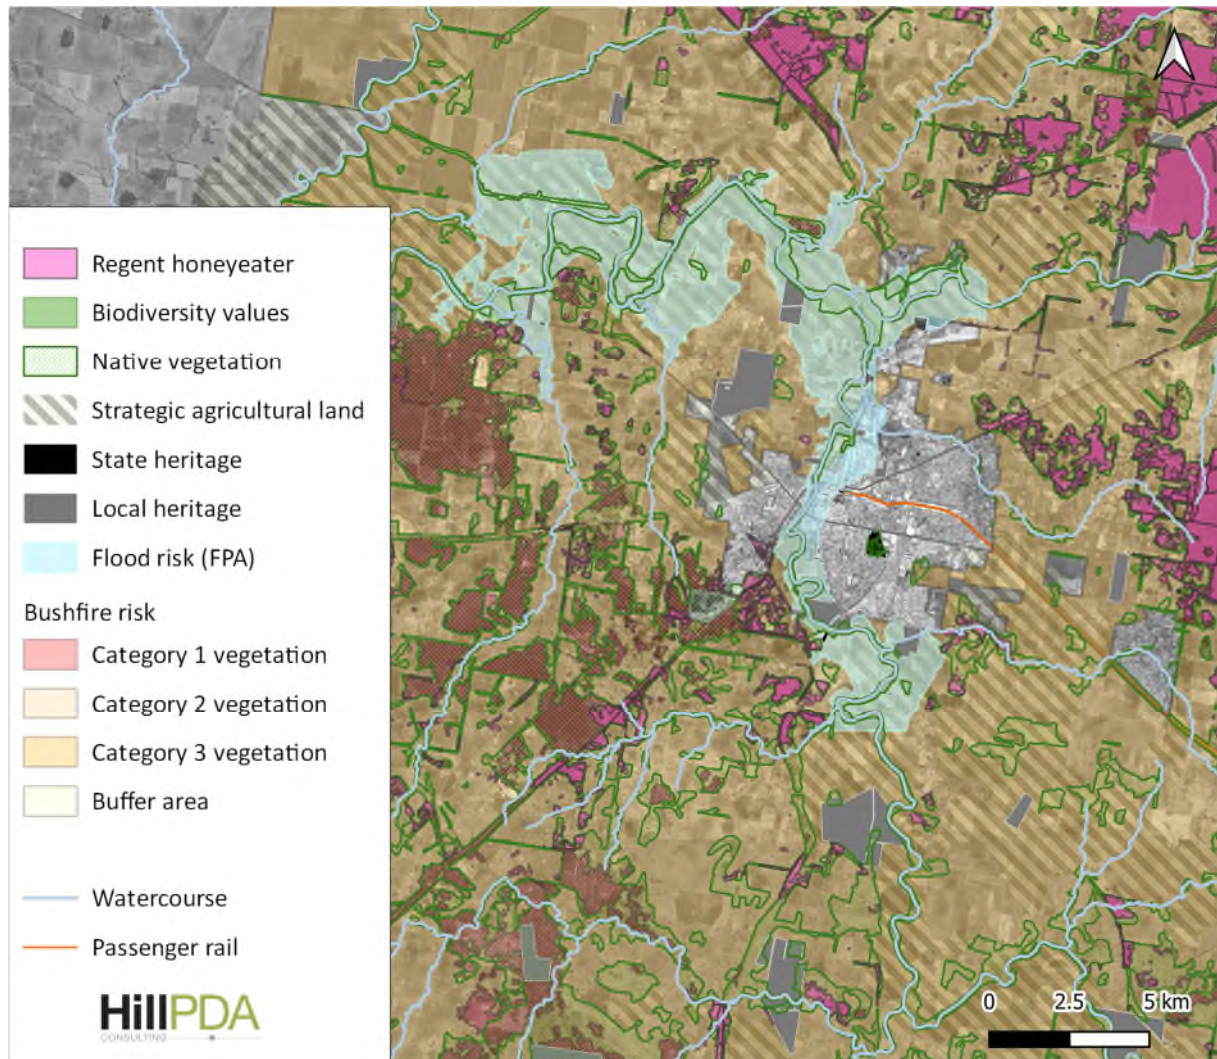 Regent honeyeater
Biodiversity values
Native vegetation
Strategic agricultural land
State heritage
Local heritage
Flood risk (FPA)
Bushfire risk
Category 1 vegetation
Category 2 vegetation
Category 3 vegetation
Buffer area
Watercourse
Passenger rail
HillPDA
CONSULTING
0 2.5 5 km